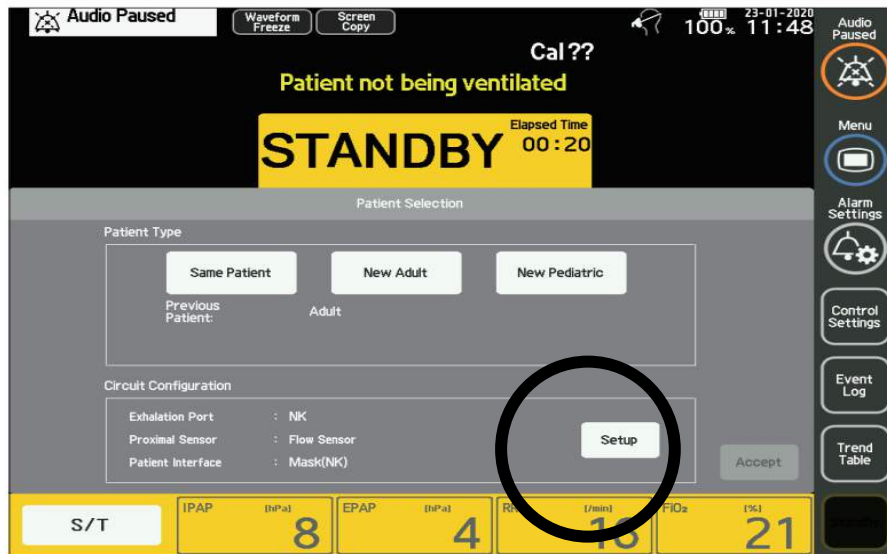 Audio Paused
Waveform
Freeze
Screen
Copy
100%
23-01-2020
11:48
Audio
Paused
Cal??
Patient not being ventilated
STANDBY
Elapsed Time
00:20
Menu
Patient Selection
Alarm
Settings
Patient Type
Same Patient
New Adult
New Pediatric
Previous
Patient:
Adult
Control
Settings
Circuit Configuration
Event
Log
Exhalation Port : NK
Proximal Sensor : Flow Sensor
Patient Interface : Mask(NK)
Setup
Accept
Trend
Table
S/T
IPAP [hPa]
8
EPAP [hPa]
4
[/min]
16
FIO₂ [%]
21